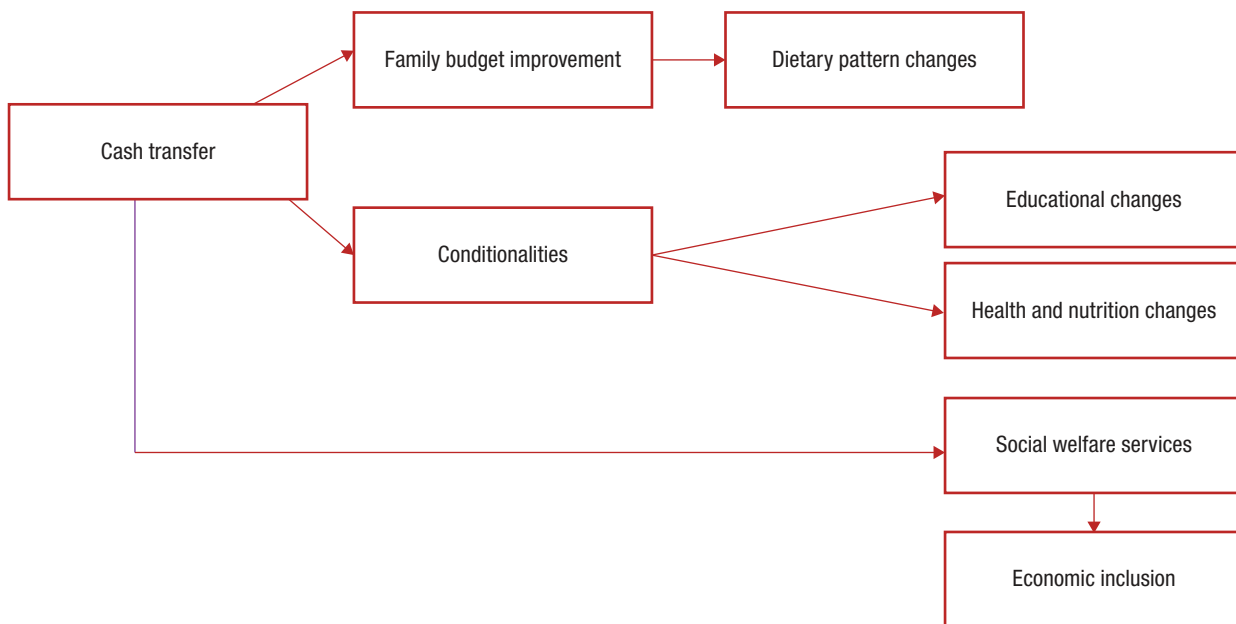 Family budget improvement
Dietary pattern changes
Cash transfer
Educational changes
Conditionalities
Health and nutrition changes
Social welfare services
Economic inclusion